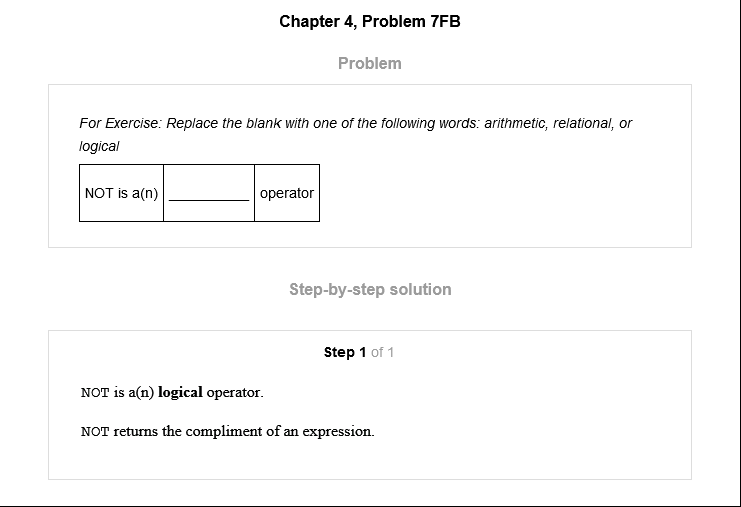 Chapter 4, Problem 7FB
Problem
For Exercise: Replace the blank with one of the following words: arithmetic, relational, or
logical
NOT is a(n) __________ operator
Step-by-step solution
Step 1 of 1
NOT is a(n) logical operator.
NOT returns the compliment of an expression.